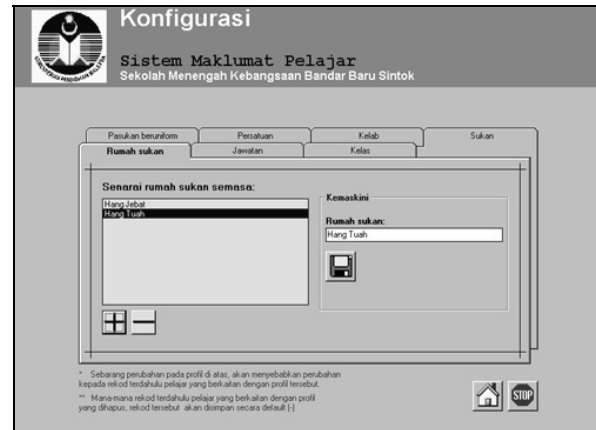 Konfigurasi
Sistem Maklumat Pelajar
Sekolah Menengah Kebangsaan Bandar Baru Sintok
Pasukan beruniform Persatuan Kelab Sukan
Rumah sukan Jawatan Kelas
Senarai rumah sukan semasa:
Hang Jebat
Hang Tuah
Kemaskini
Rumah sukan:
Hang Tuah
* Sebarang perubahan pada profil di atas, akan menyebabkan perubahan
kepada rekod terdahulu pelajar yang berkaitan dengan profil tersebut.
** Mana-mana rekod terdahulu pelajar yang berkaitan dengan profil
yang dihapus, rekod tersebut akan disimpan secara default (-)
STOP